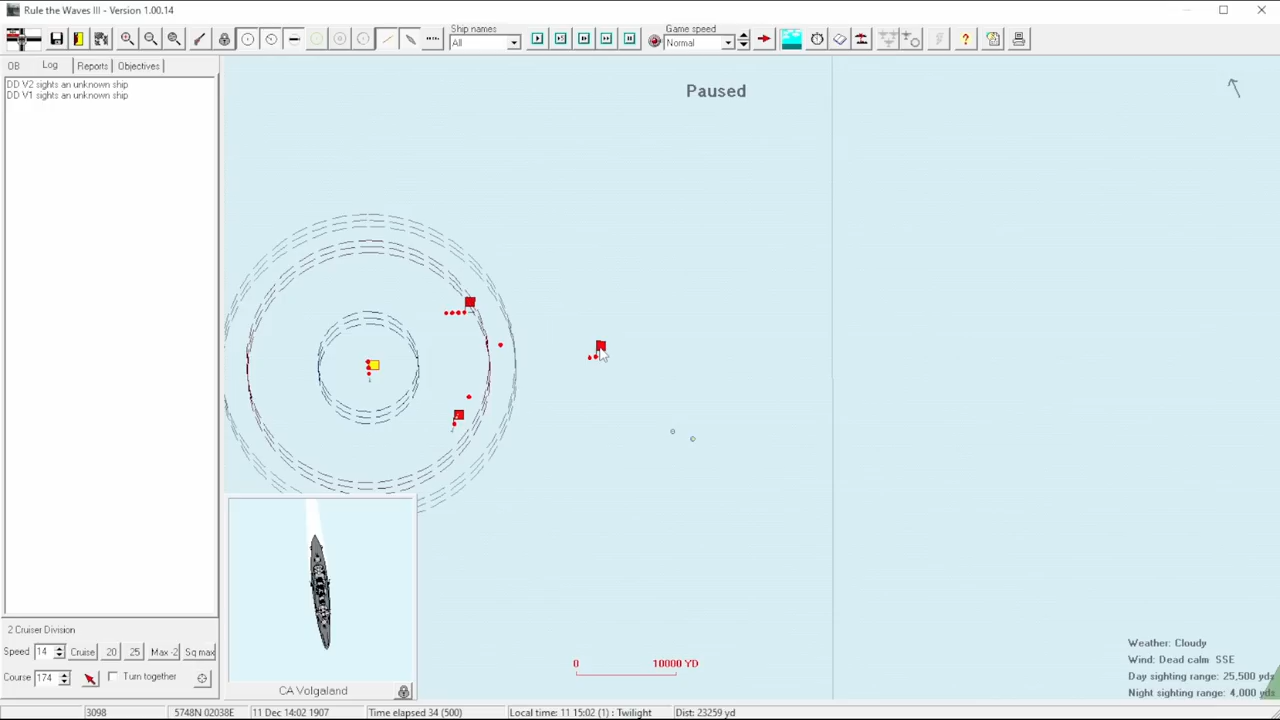 Rule the Waves III - Version 1.00.14
Ship names
All
Game speed
Normal
OB
Log
Reports
Objectives
DD V2 sights an unknown ship
DD V1 sights an unknown ship
Paused
2 Cruiser Division
Speed 14 Cruise 20 25 Max -2 Sq max
Course 174 Turn together
CA Volgaland
0 10000 YD
Weather: Cloudy
Wind: Dead calm SSE
Day sighting range: 25,500 yds
Night sighting range: 4,000 yds
3098
5748N 02038E
11 Dec 14:02 1907
Time elapsed 34 (500)
Local time: 11 15:02 (1) : Twilight
Dist: 23259 yd